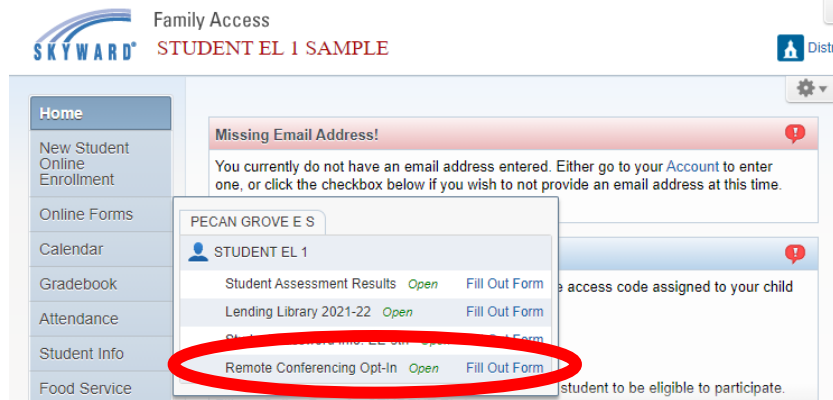 Family Access
SKYWARD® STUDENT EL 1 SAMPLE
Distr
Home
New Student
Online
Enrollment
Online Forms
Calendar
Gradebook
Attendance
Student Info
Food Service
Missing Email Address!
You currently do not have an email address entered. Either go to your Account to enter
one, or click the checkbox below if you wish to not provide an email address at this time.
PECAN GROVE E S
STUDENT EL 1
Student Assessment Results Open Fill Out Form
Lending Library 2021-22 Open Fill Out Form
Remote Conferencing Opt-In Open Fill Out Form
access code assigned to your child
student to be eligible to participate.